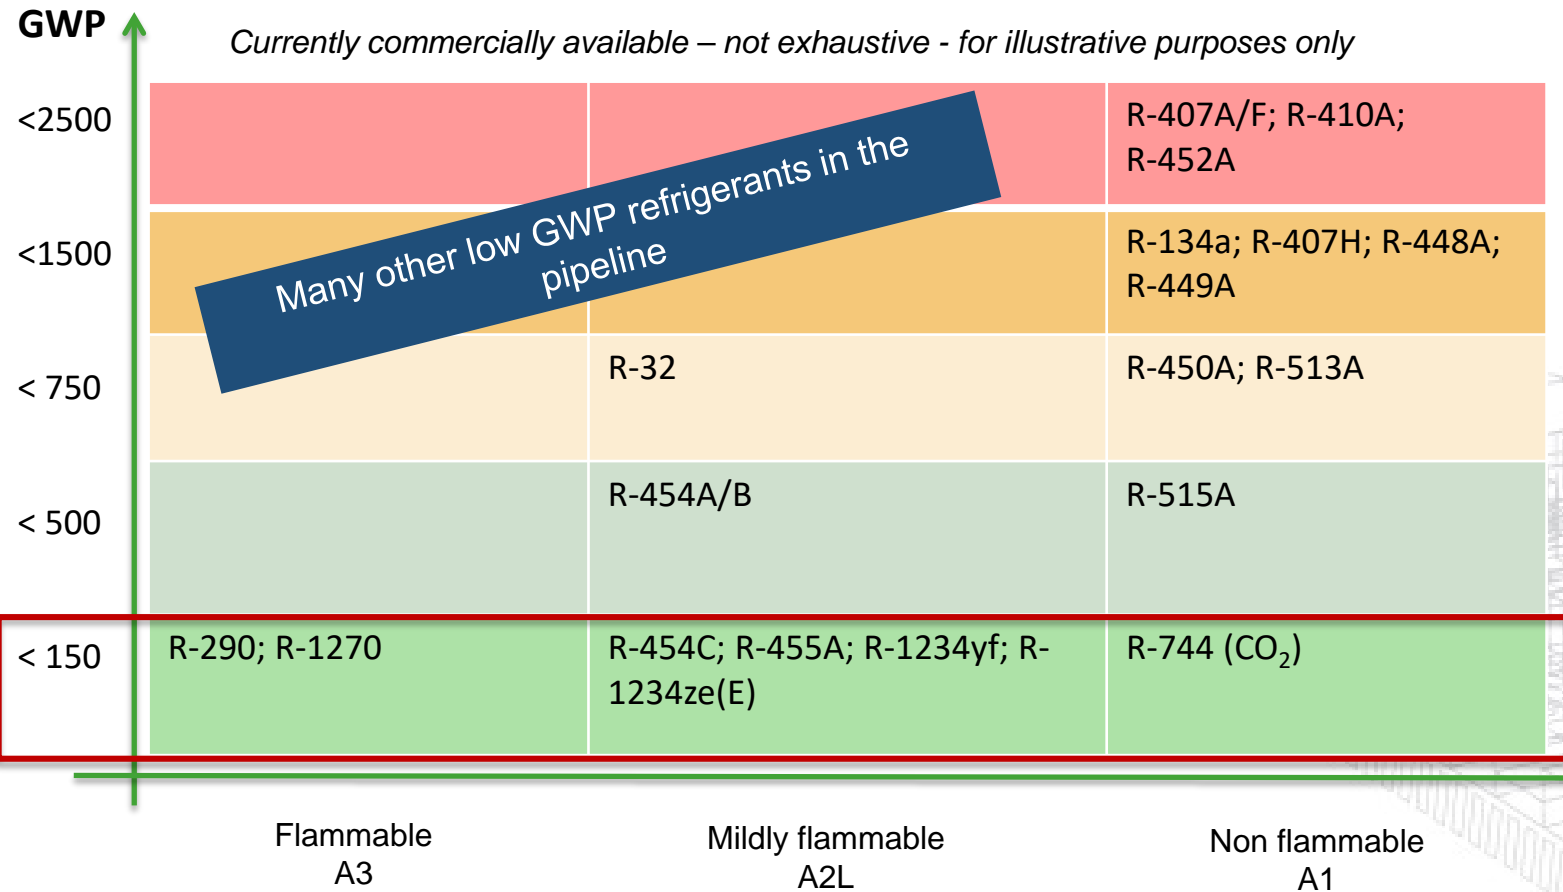 GWP
Currently commercially available – not exhaustive - for illustrative purposes only
<2500
R-407A/F; R-410A;
R-452A
Many other low GWP refrigerants in the
pipeline
<1500
R-134a; R-407H; R-448A;
R-449A
< 750
R-32
R-450A; R-513A
< 500
R-454A/B
R-515A
< 150
R-290; R-1270
R-454C; R-455A; R-1234yf; R-
1234ze(E)
R-744 (CO₂)
Flammable
A3
Mildly flammable
A2L
Non flammable
A1